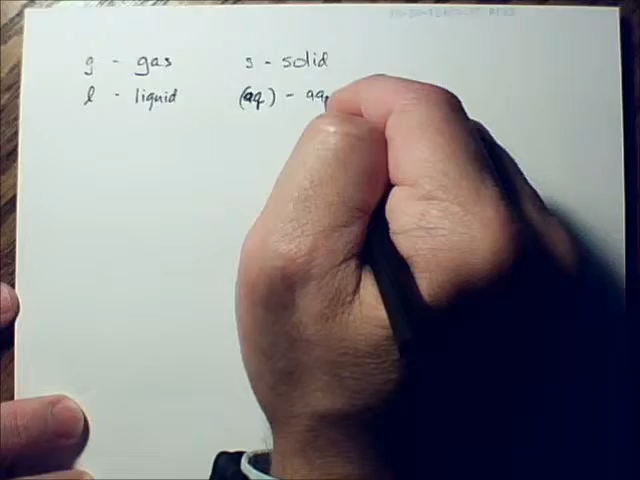 g - gas s - solid
l - liquid (aq) - aq